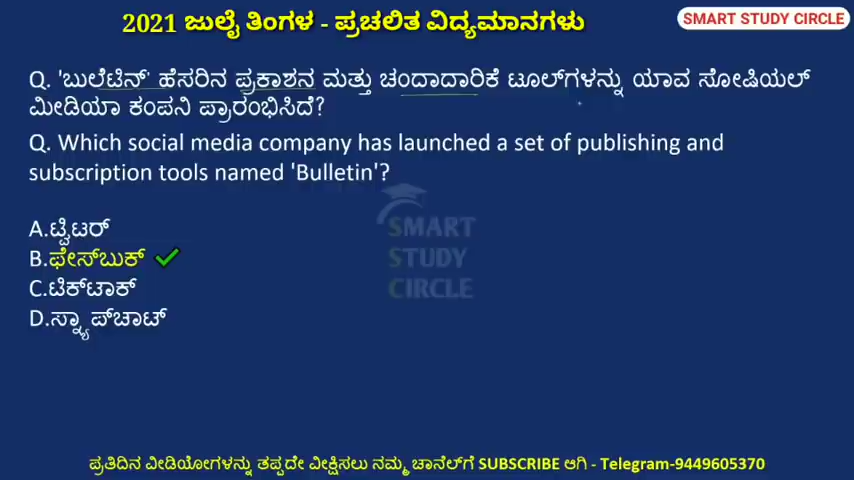 2021 ಜುಲೈ ತಿಂಗಳ - ಪ್ರಚಲಿತ ವಿದ್ಯಮಾನಗಳು
SMART STUDY CIRCLE
Q. 'ಬುಲೆಟಿನ್' ಹೆಸರಿನ ಪ್ರಕಾಶನ ಮತ್ತು ಚಂದಾದಾರಿಕೆ ಟೂಲ್‌ಗಳನ್ನು ಯಾವ ಸೋಷಿಯಲ್
ಮೀಡಿಯಾ ಕಂಪನಿ ಪ್ರಾರಂಭಿಸಿದೆ?
Q. Which social media company has launched a set of publishing and
subscription tools named 'Bulletin'?
A.ಟ್ವಿಟರ್
B.ಫೇಸ್‌ಬುಕ್
C.ಟಿಕ್‌ಟಾಕ್
D.ಸ್ನ್ಯಾಪ್‌ಚಾಟ್
SMART
STUDY
CIRCLE
ಪ್ರತಿದಿನ ವೀಡಿಯೋಗಳನ್ನು ತಪ್ಪದೇ ವೀಕ್ಷಿಸಲು ನಮ್ಮ ಚಾನೆಲ್‌ಗೆ SUBSCRIBE ಆಗಿ - Telegram-9449605370